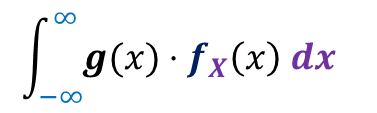 ∫_{-∞}^{∞} g(x) · f_X(x) dx